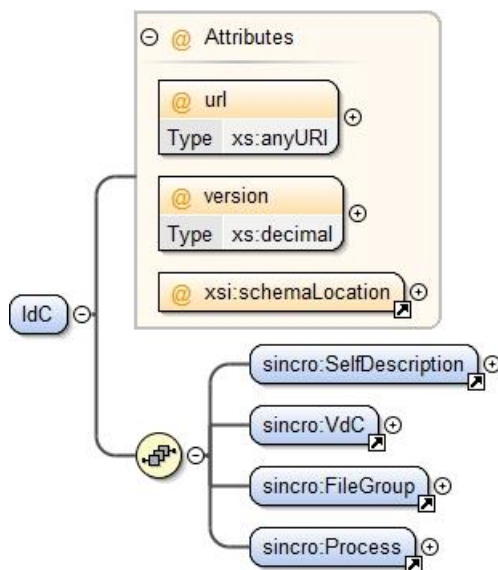 @ Attributes
@ url
Type xs:anyURI
@ version
Type xs:decimal
@ xsi:schemaLocation
IdC
sincro:SelfDescription
sincro:VdC
sincro:FileGroup
sincro:Process